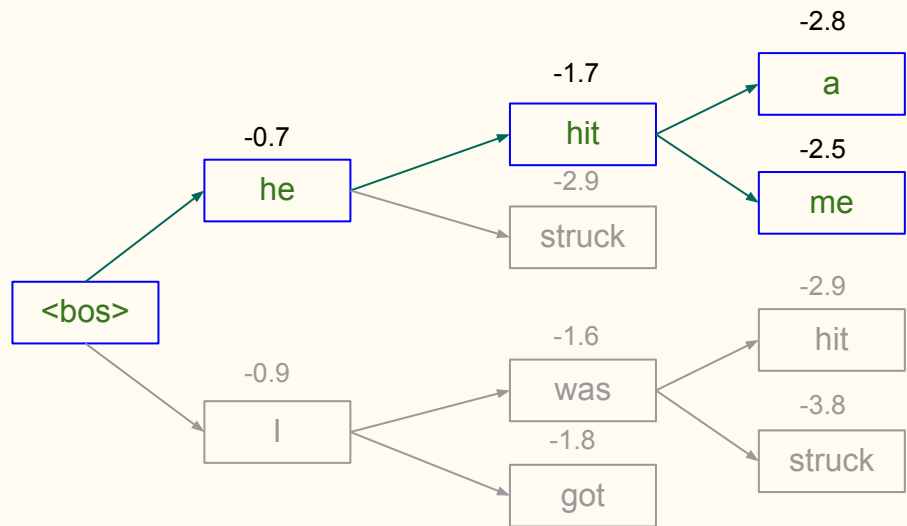 -2.8
a
-1.7
hit
-0.7
he
-2.5
me
-2.9
struck
<bos>
-2.9
hit
-1.6
was
-0.9
I
-3.8
struck
-1.8
got